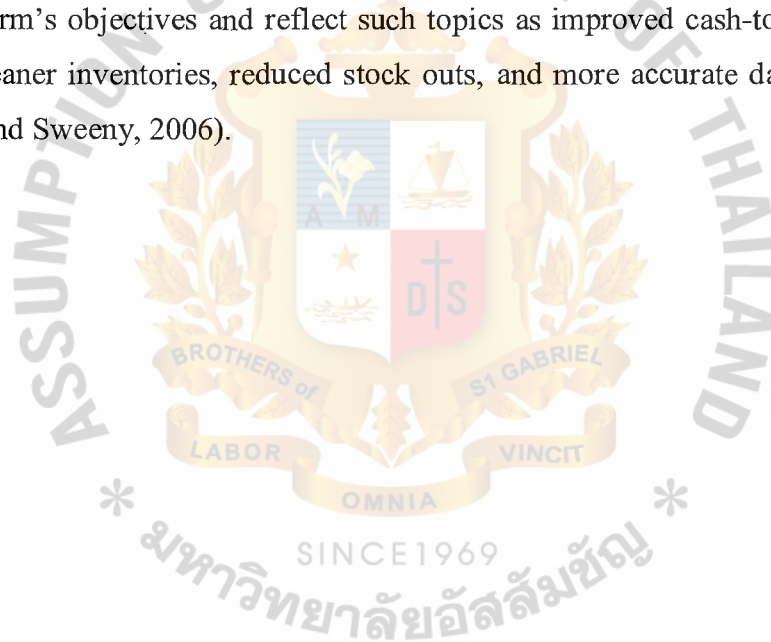 rm's objectives and reflect such topics as improved cash-to
eaner inventories, reduced stock outs, and more accurate da
nd Sweeny, 2006).
ASSUMPTION
OF THAILAND
A M
D S
BROTHERS of
ST GABRIEL
LABOR
VINCIT
OMNIA
* *
SINCE1969
มหาวิทยาลัยอัสสัมชัญ